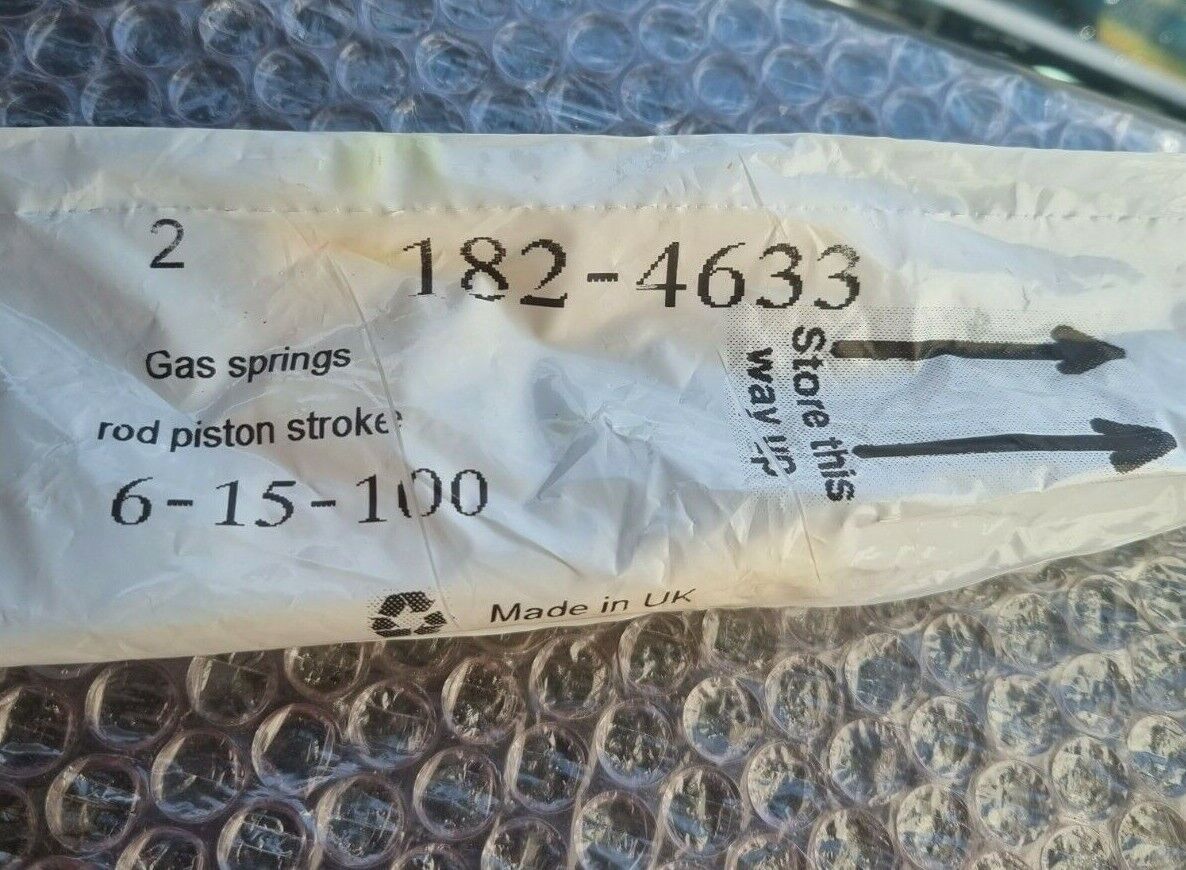 2
182-4633
Gas springs
rod piston stroke
6-15-100
Store this
way up
Made in UK